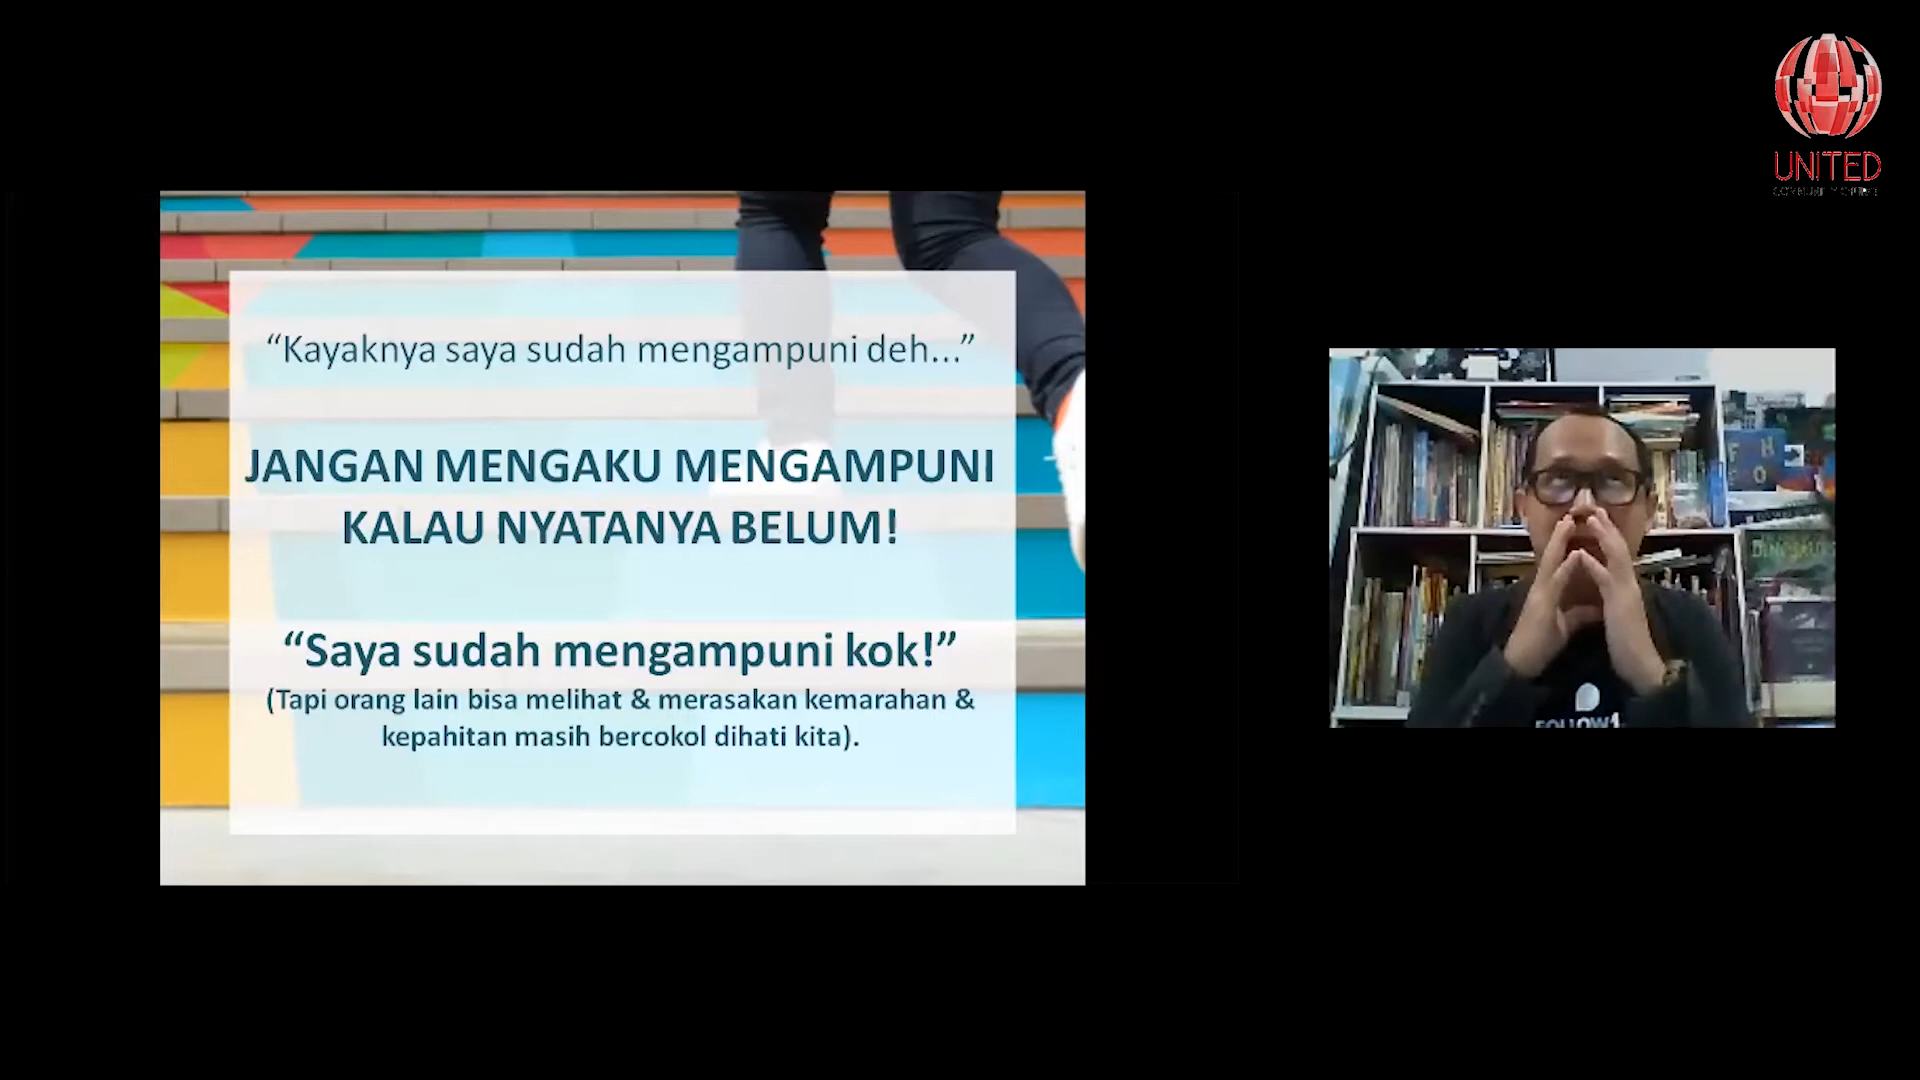 UNITED
“Kayaknya saya sudah mengampuni deh...”
JANGAN MENGAKU MENGAMPUNI
KALAU NYATANYA BELUM!
“Saya sudah mengampuni kok!”
(Tapi orang lain bisa melihat & merasakan kemarahan &
kepahitan masih bercokol dihati kita).